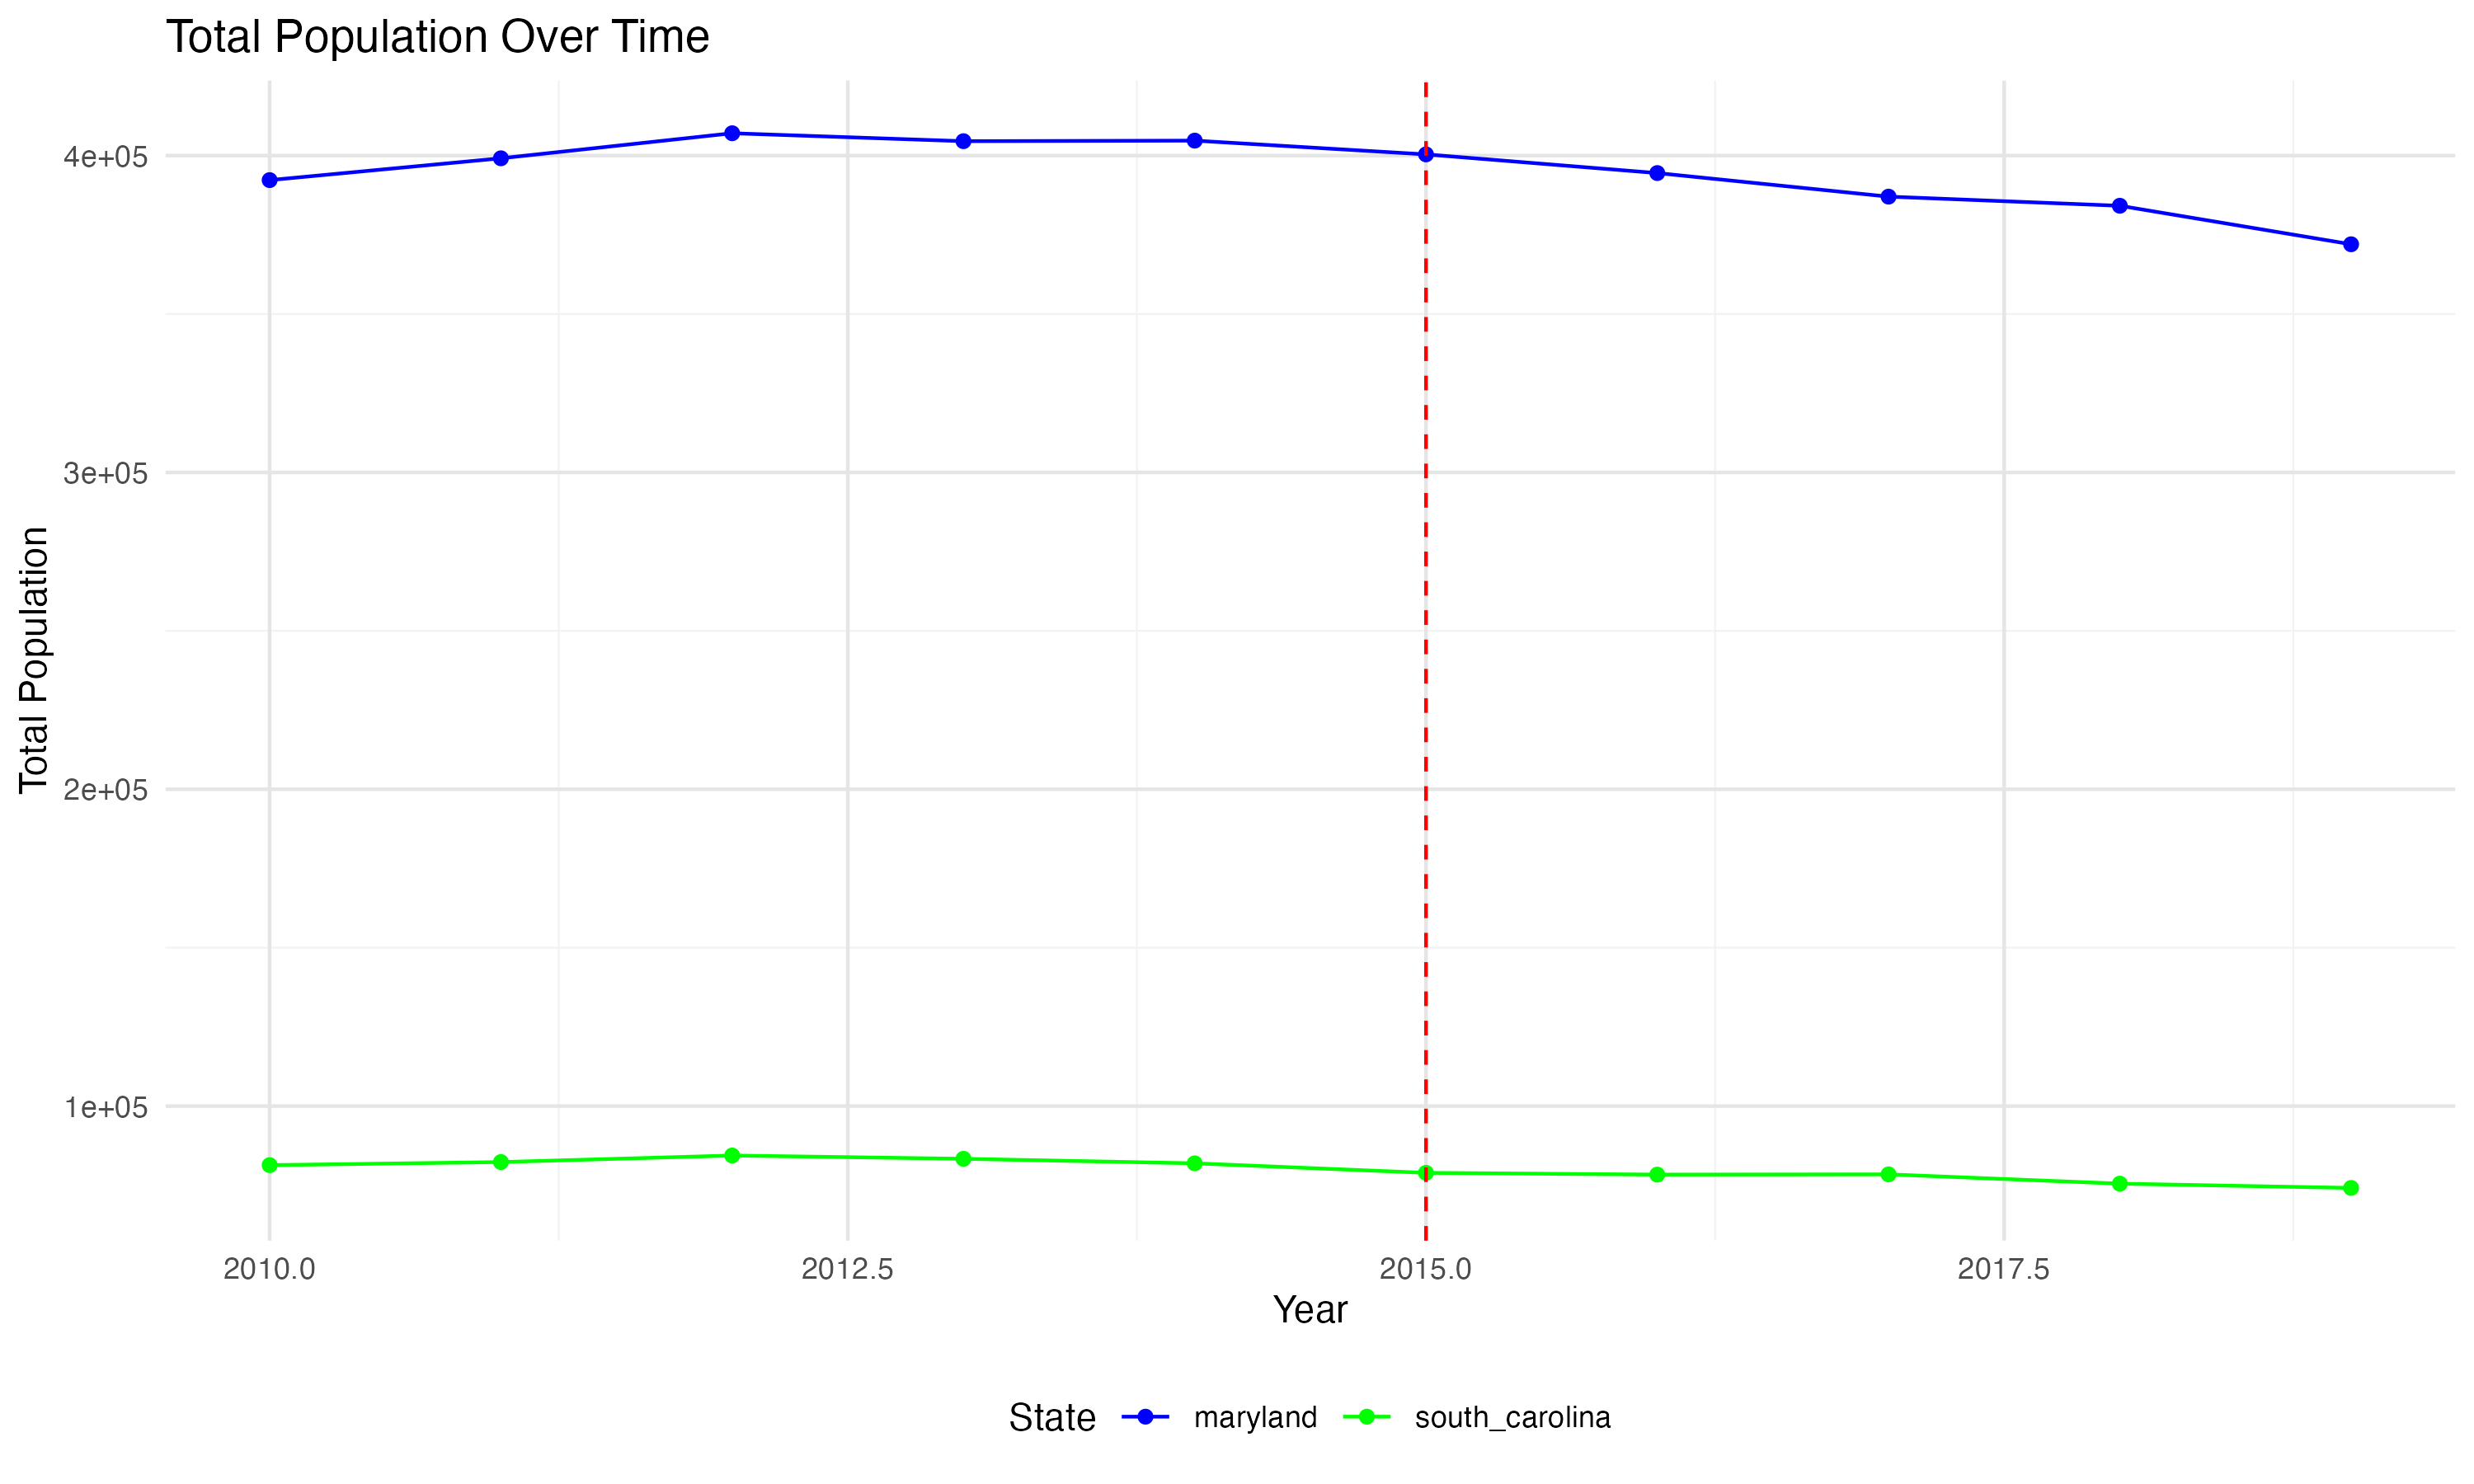 Total Population Over Time
Total Population
4e+05
3e+05
2e+05
1e+05
2010.0 2012.5 2015.0 2017.5
Year
State maryland south_carolina